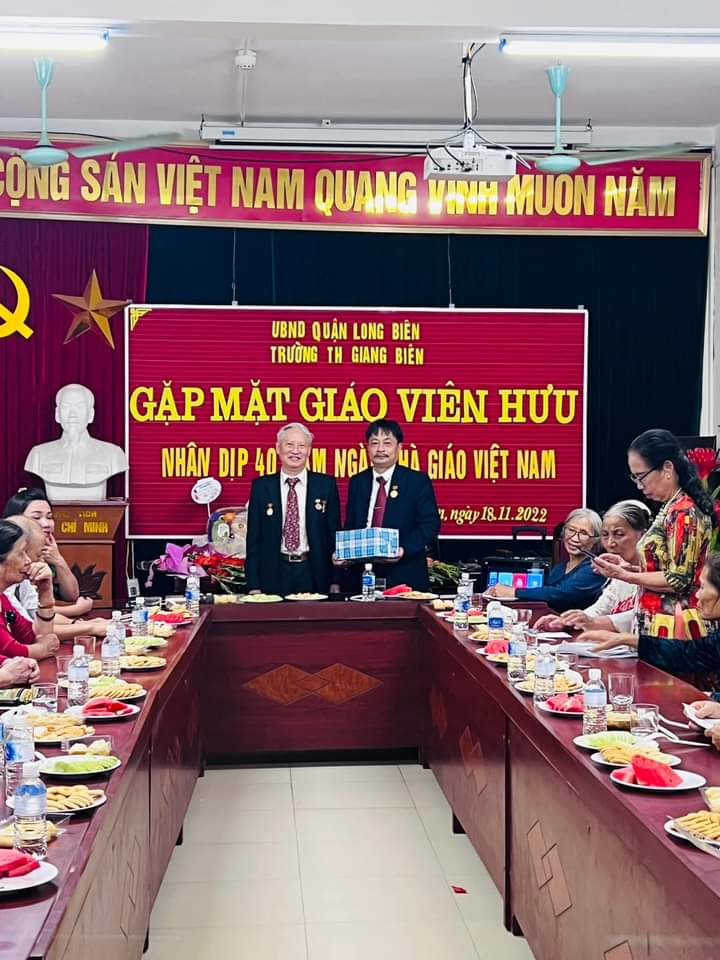 CỘNG SẢN VIỆT NAM QUANG VINH MUÔN NĂM
UBND QUẬN LONG BIÊN
TRƯỜNG TH GIANG BIÊN
GẶP MẶT GIÁO VIÊN HƯU
NHÂN DỊP 40 NĂM NGÀY NHÀ GIÁO VIỆT NAM
ngày 18.11.2022
CHÍ MINH